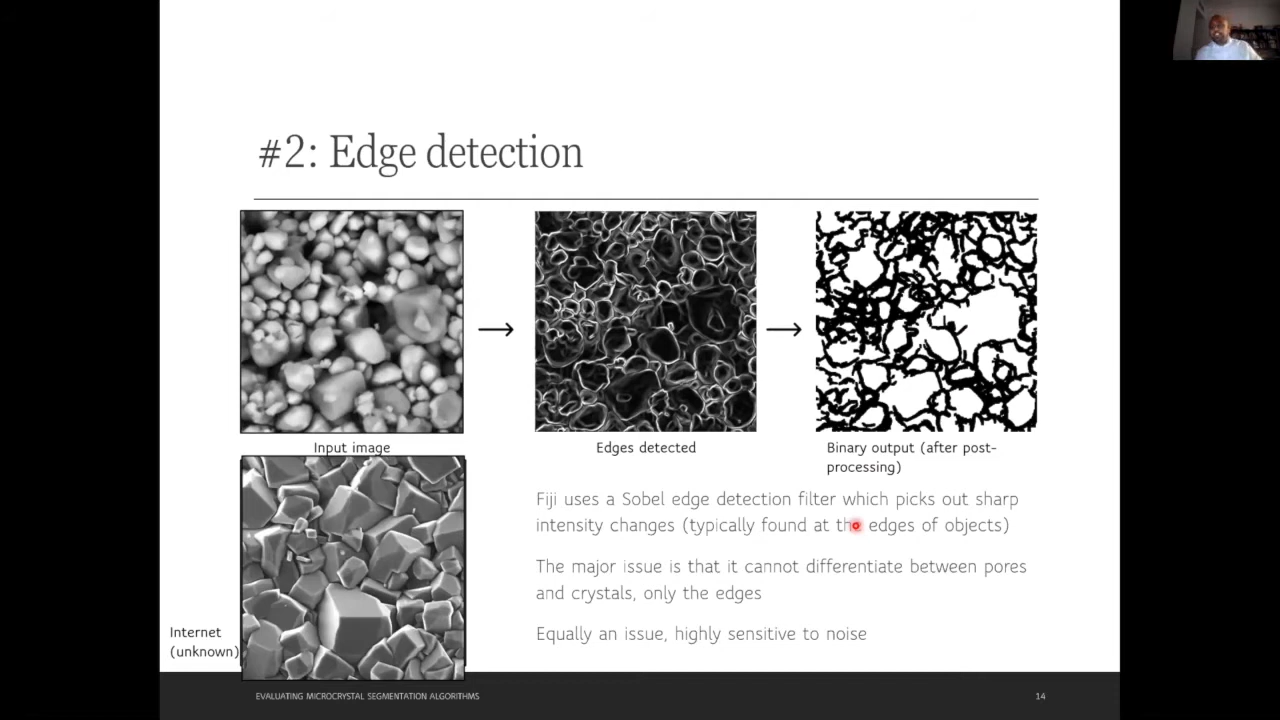 #2: Edge detection
Input image
Edges detected
Binary output (after post-
processing)
Fiji uses a Sobel edge detection filter which picks out sharp
intensity changes (typically found at the edges of objects)
The major issue is that it cannot differentiate between pores
and crystals, only the edges
Equally an issue, highly sensitive to noise
Internet
(unknown)
EVALUATING MICROCRYSTAL SEGMENTATION ALGORITHMS
14